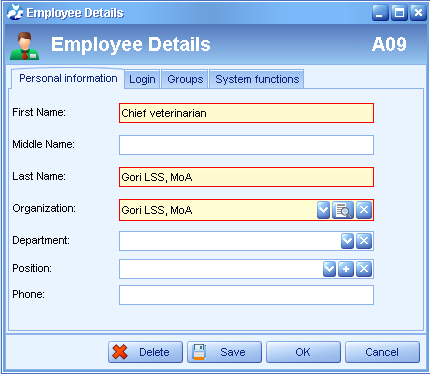 Employee Details
Employee Details A09
Personal information Login Groups System functions
First Name: Chief veterinarian
Middle Name:
Last Name: Gori LSS, MoA
Organization: Gori LSS, MoA
Department:
Position:
Phone:
Delete Save OK Cancel